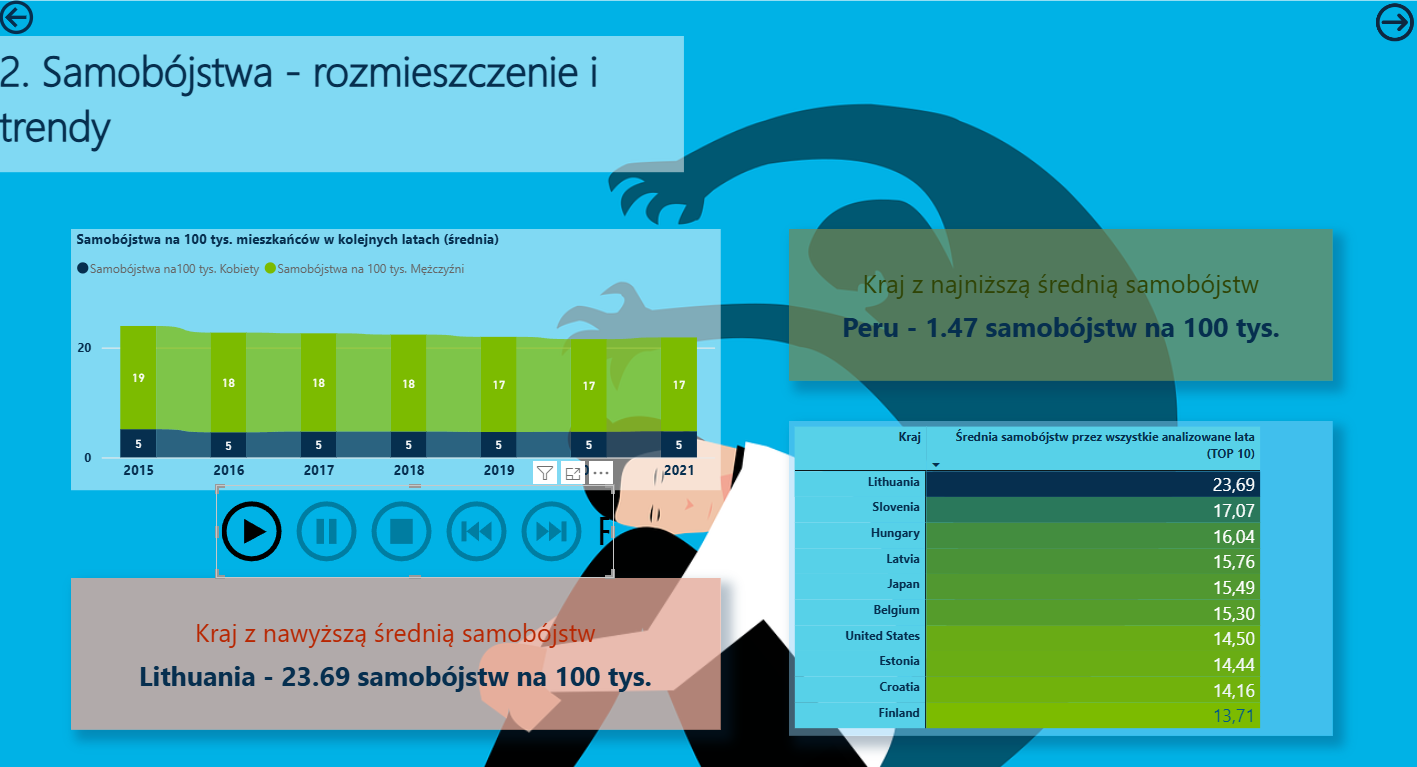 2. Samobójstwa - rozmieszczenie i
trendy
Samobójstwa na 100 tys. mieszkańców w kolejnych latach (średnia)
Samobójstwa na100 tys. Kobiety Samobójstwa na 100 tys. Mężczyźni
20
0
19 18 18 18 17 17 17
5 5 5 5 5 5 5
2015 2016 2017 2018 2019 2021
Kraj z nawyższą średnią samobójstw
Lithuania - 23.69 samobójstw na 100 tys.
Kraj z najniższą średnią samobójstw
Peru - 1.47 samobójstw na 100 tys.
Kraj Średnia samobójstw przez wszystkie analizowane lata
(TOP 10)
Lithuania 23,69
Slovenia 17,07
Hungary 16,04
Latvia 15,76
Japan 15,49
Belgium 15,30
United States 14,50
Estonia 14,44
Croatia 14,16
Finland 13,71